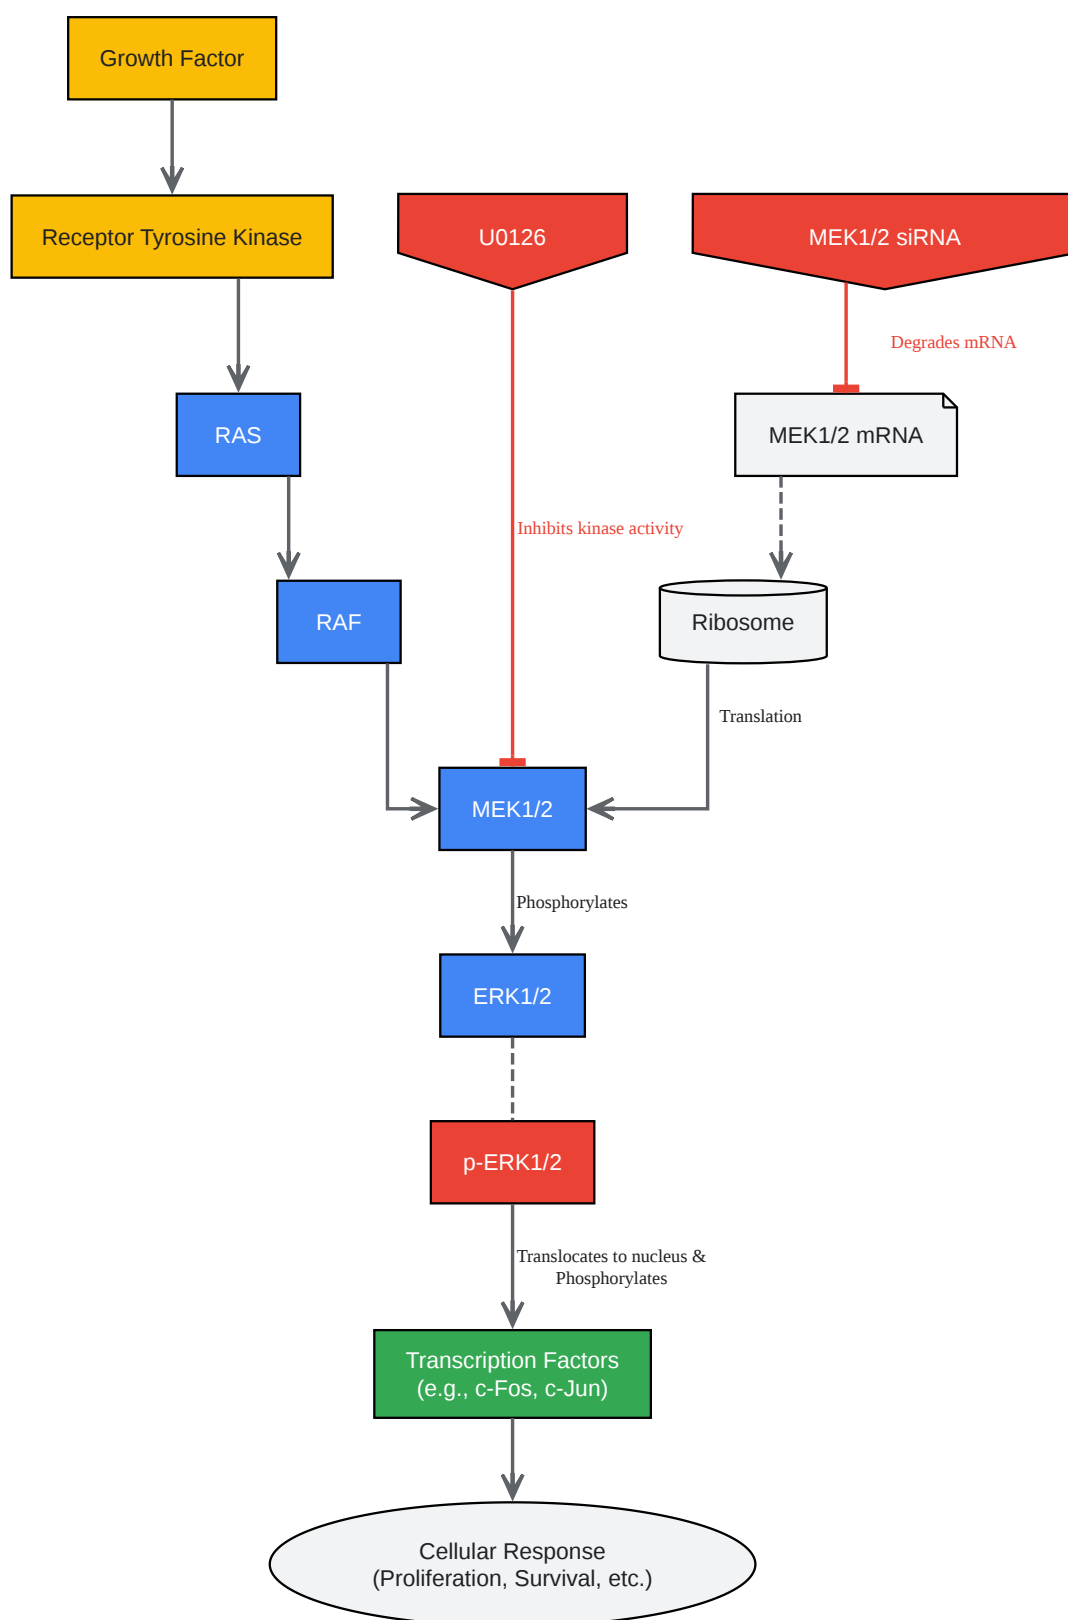 Growth Factor
Receptor Tyrosine Kinase
U0126
MEK1/2 siRNA
Degrades mRNA
RAS
MEK1/2 mRNA
Inhibits kinase activity
RAF
Ribosome
Translation
MEK1/2
Phosphorylates
ERK1/2
p-ERK1/2
Translocates to nucleus &
Phosphorylates
Transcription Factors
(e.g., c-Fos, c-Jun)
Cellular Response
(Proliferation, Survival, etc.)